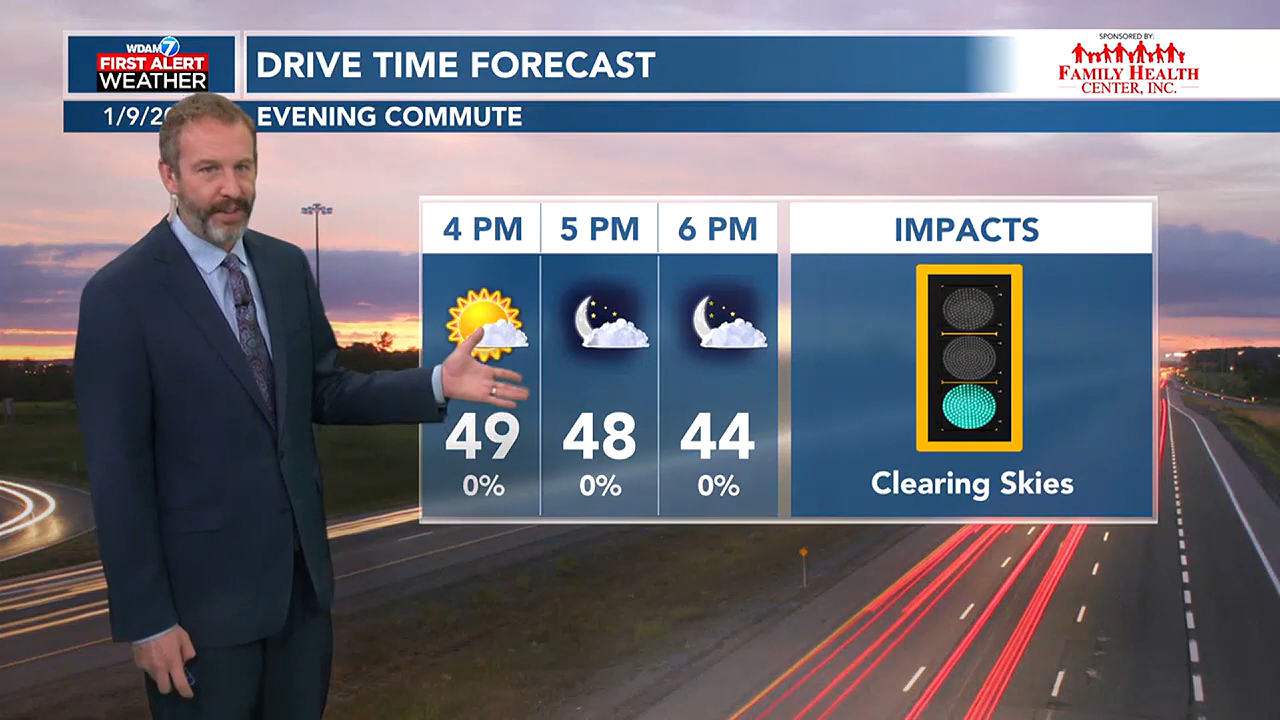 WDAM 7
FIRST ALERT
WEATHER
DRIVE TIME FORECAST
SPONSORED BY:
FAMILY HEALTH
CENTER, INC.
1/9/20
EVENING COMMUTE
4 PM 5 PM 6 PM
IMPACTS
49 48 44
0% 0% 0%
Clearing Skies